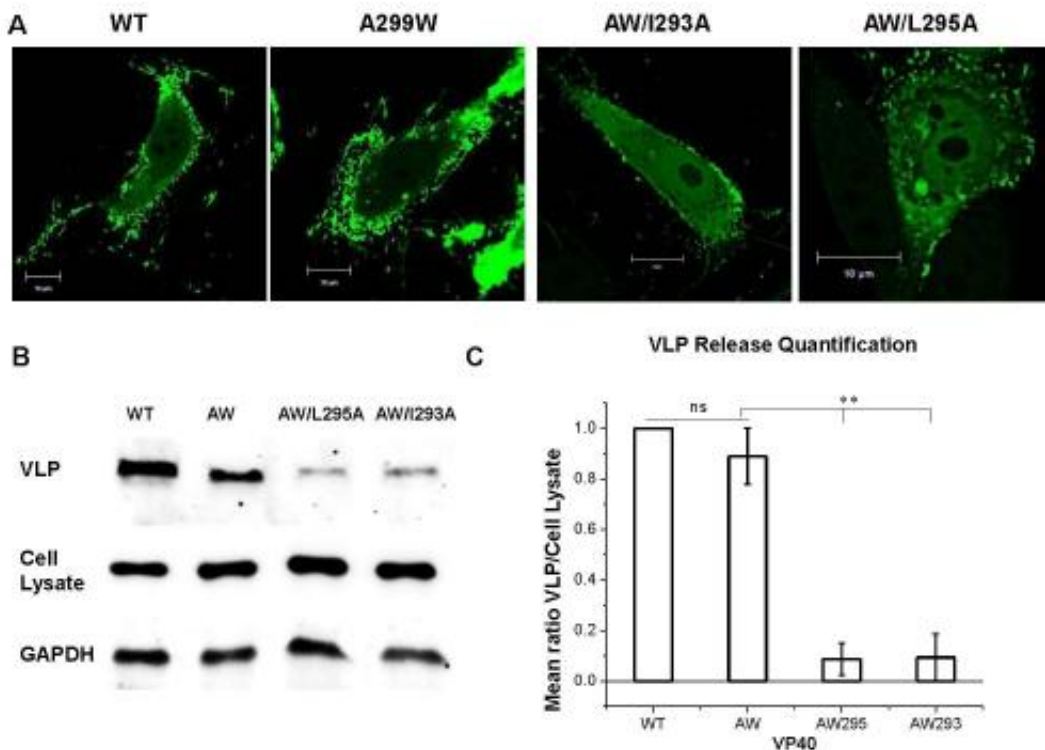 A
WT
A299W
AW/I293A
AW/L295A
10 µm
B
WT AW AW/L295A AW/I293A
VLP
Cell
Lysate
GAPDH
C
VLP Release Quantification
ns
**
Mean ratio VLP/Cell Lysate
1.0
0.8
0.6
0.4
0.2
0.0
WT AW AW295 AW293
VP40